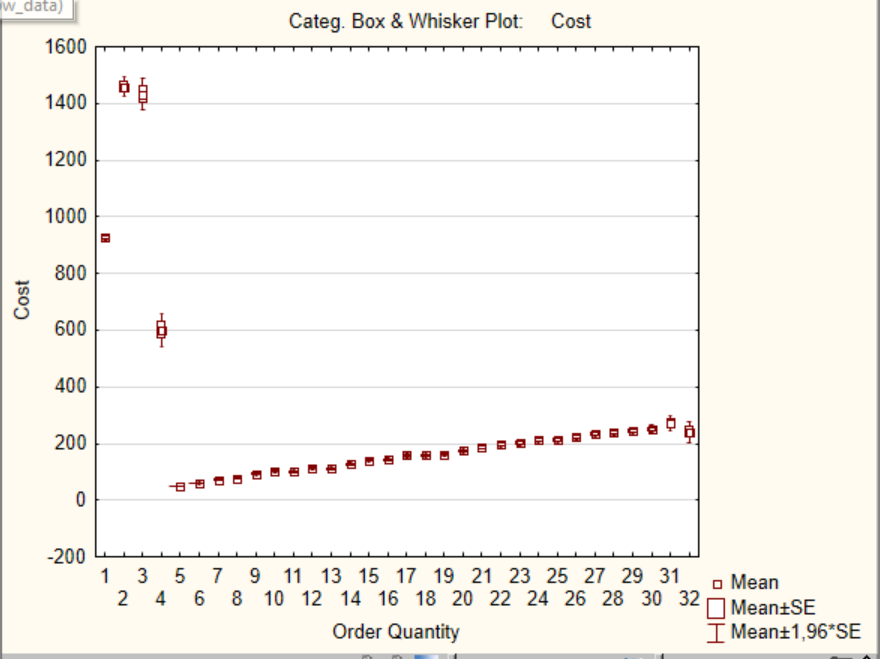 ow_data)
Categ. Box & Whisker Plot: Cost
1600
1400
1200
1000
800
600
400
200
0
-200
Cost
1 3 5 7 9 11 13 15 17 19 21 23 25 27 29 31
2 4 6 8 10 12 14 16 18 20 22 24 26 28 30 32
Order Quantity
Mean
Mean±SE
Mean±1,96*SE